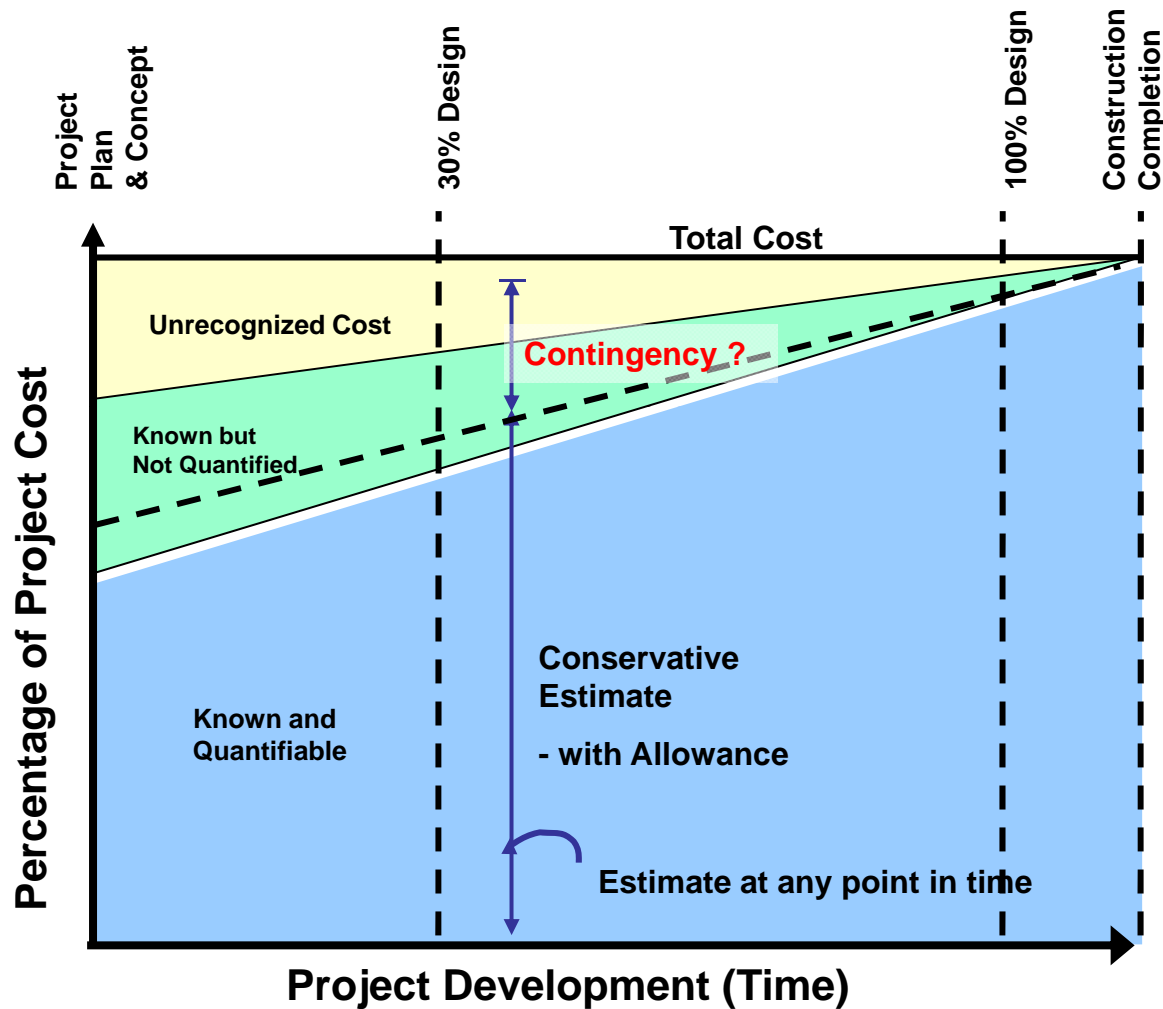 Project
Plan
& Concept
30% Design
100% Design
Construction
Completion
Total Cost
Unrecognized Cost
Contingency ?
Known but
Not Quantified
Percentage of Project Cost
Conservative
Estimate
- with Allowance
Known and
Quantifiable
Estimate at any point in time
Project Development (Time)